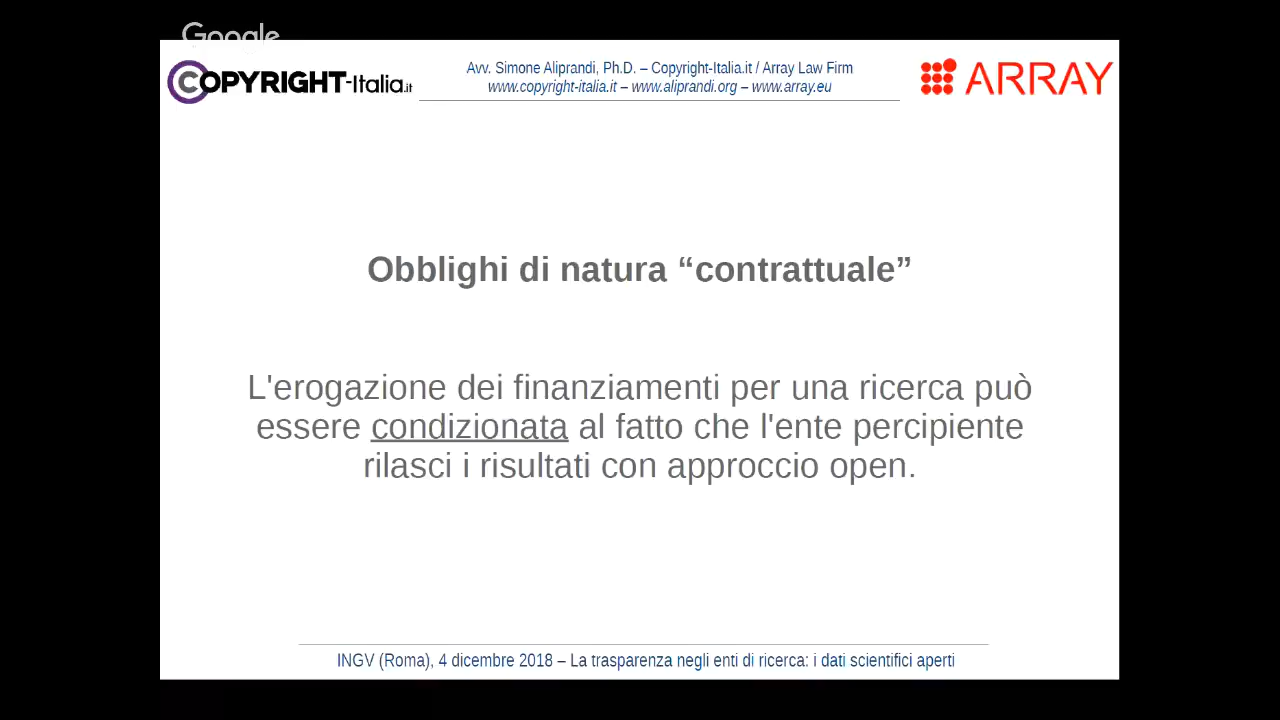 Google
COPYRIGHT-Italia.it
Avv. Simone Aliprandi, Ph.D. – Copyright-Italia.it / Array Law Firm
www.copyright-italia.it – www.aliprandi.org – www.array.eu
ARRAY
Obblighi di natura “contrattuale”
L'erogazione dei finanziamenti per una ricerca può
essere condizionata al fatto che l'ente percipiente
rilasci i risultati con approccio open.
INGV (Roma), 4 dicembre 2018 – La trasparenza negli enti di ricerca: i dati scientifici aperti